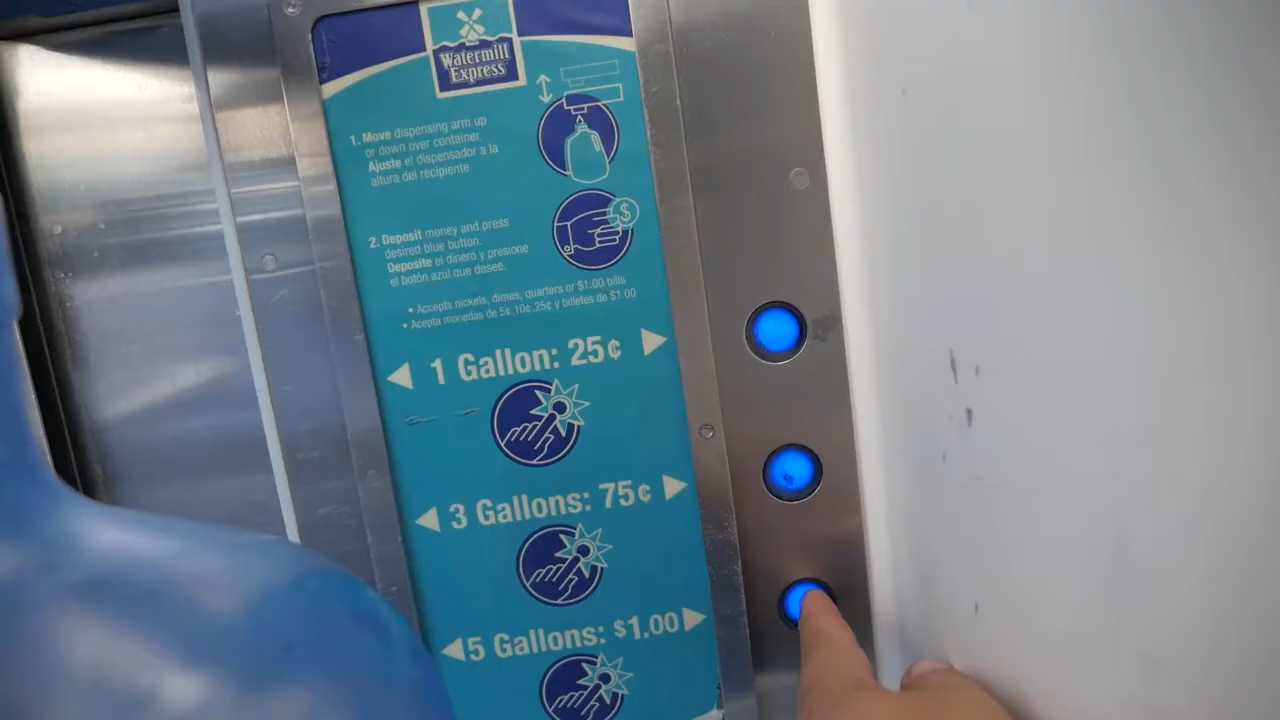 Watermill
Express
1. Move dispensing arm up
or down over container.
Ajuste el dispensador a la
altura del recipiente.
2. Deposit money and press
desired blue button.
Deposite el dinero y presione
el botón azul que desee.
$
• Accepts nickels, dimes, quarters or $1.00 bills
• Acepta monedas de 5¢,10¢,25¢ y billetes de $1.00
1 Gallon: 25¢
3 Gallons: 75¢
5 Gallons: $1.00